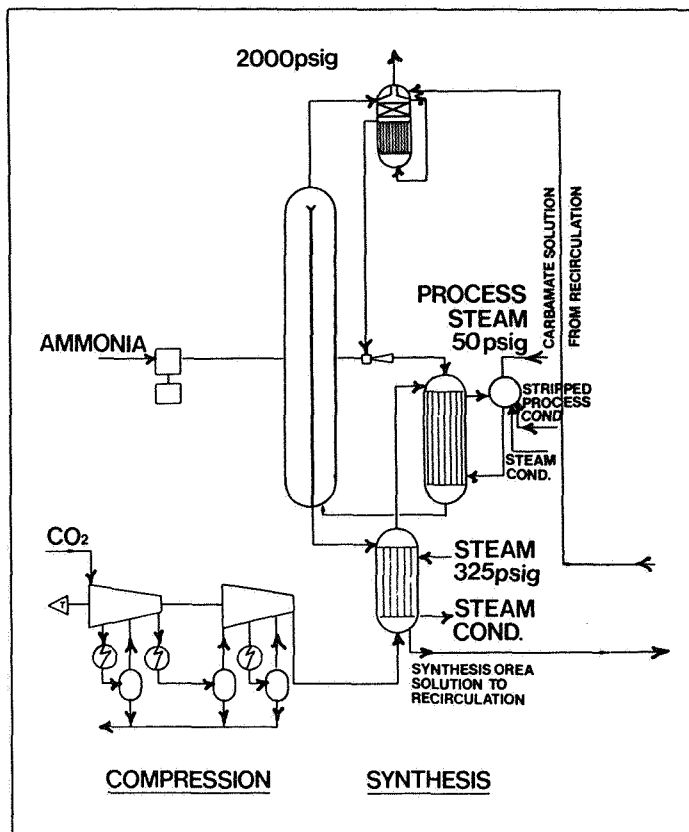 2000psig
CARBAMATE SOLUTION
FROM RECIRCULATION
PROCESS
STEAM
50psig
AMMONIA
STRIPPED
PROCESS
COND
STEAM
COND.
CO₂
STEAM
325psig
STEAM
COND.
T
SYNTHESIS OREA
SOLUTION TO
RECIRCULATION
COMPRESSION
SYNTHESIS